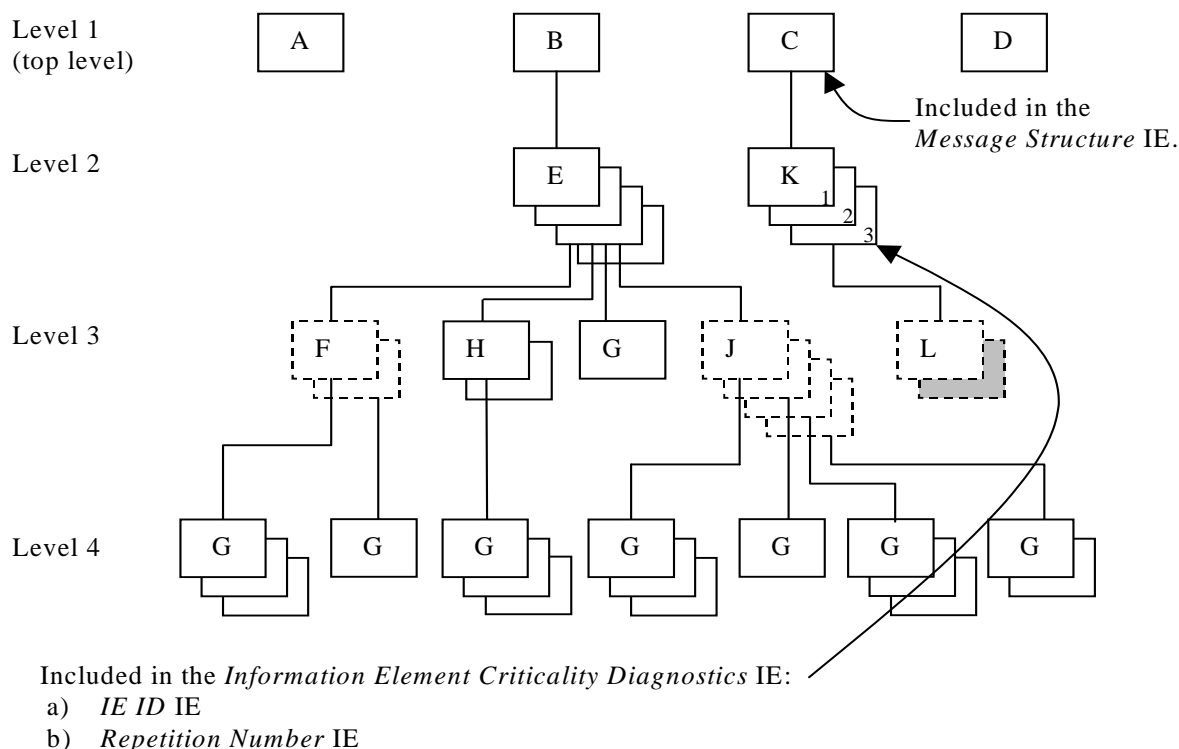 Level 1
(top level)
A
B
C
D
Included in the
Message Structure IE.
Level 2
E
K
1
2
3
Level 3
F
H
G
J
L
Level 4
G
G
G
G
G
G
G
Included in the Information Element Criticality Diagnostics IE:
a) IE ID IE
b) Repetition Number IE